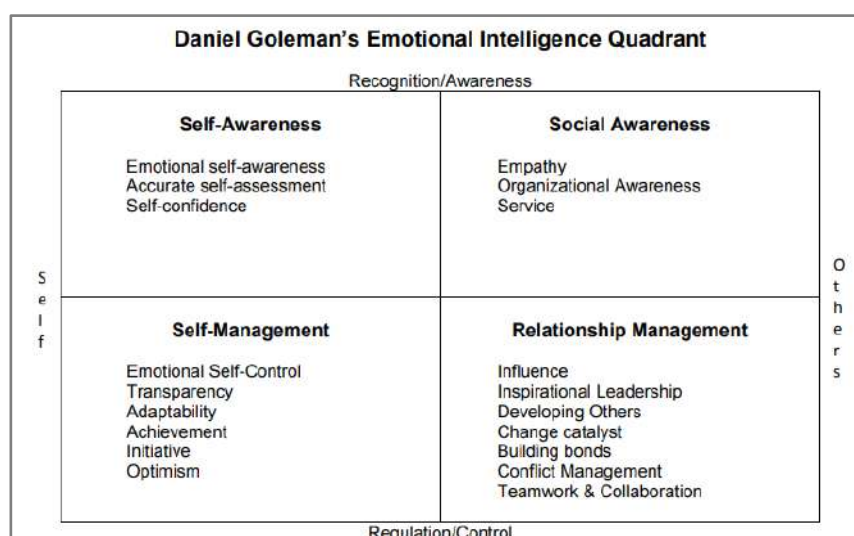 Daniel Goleman's Emotional Intelligence Quadrant
Recognition/Awareness
Self-Awareness
Emotional self-awareness
Accurate self-assessment
Self-confidence
Social Awareness
Empathy
Organizational Awareness
Service
Self
Others
Self-Management
Emotional Self-Control
Transparency
Adaptability
Achievement
Initiative
Optimism
Relationship Management
Influence
Inspirational Leadership
Developing Others
Change catalyst
Building bonds
Conflict Management
Teamwork & Collaboration
Regulation/Control